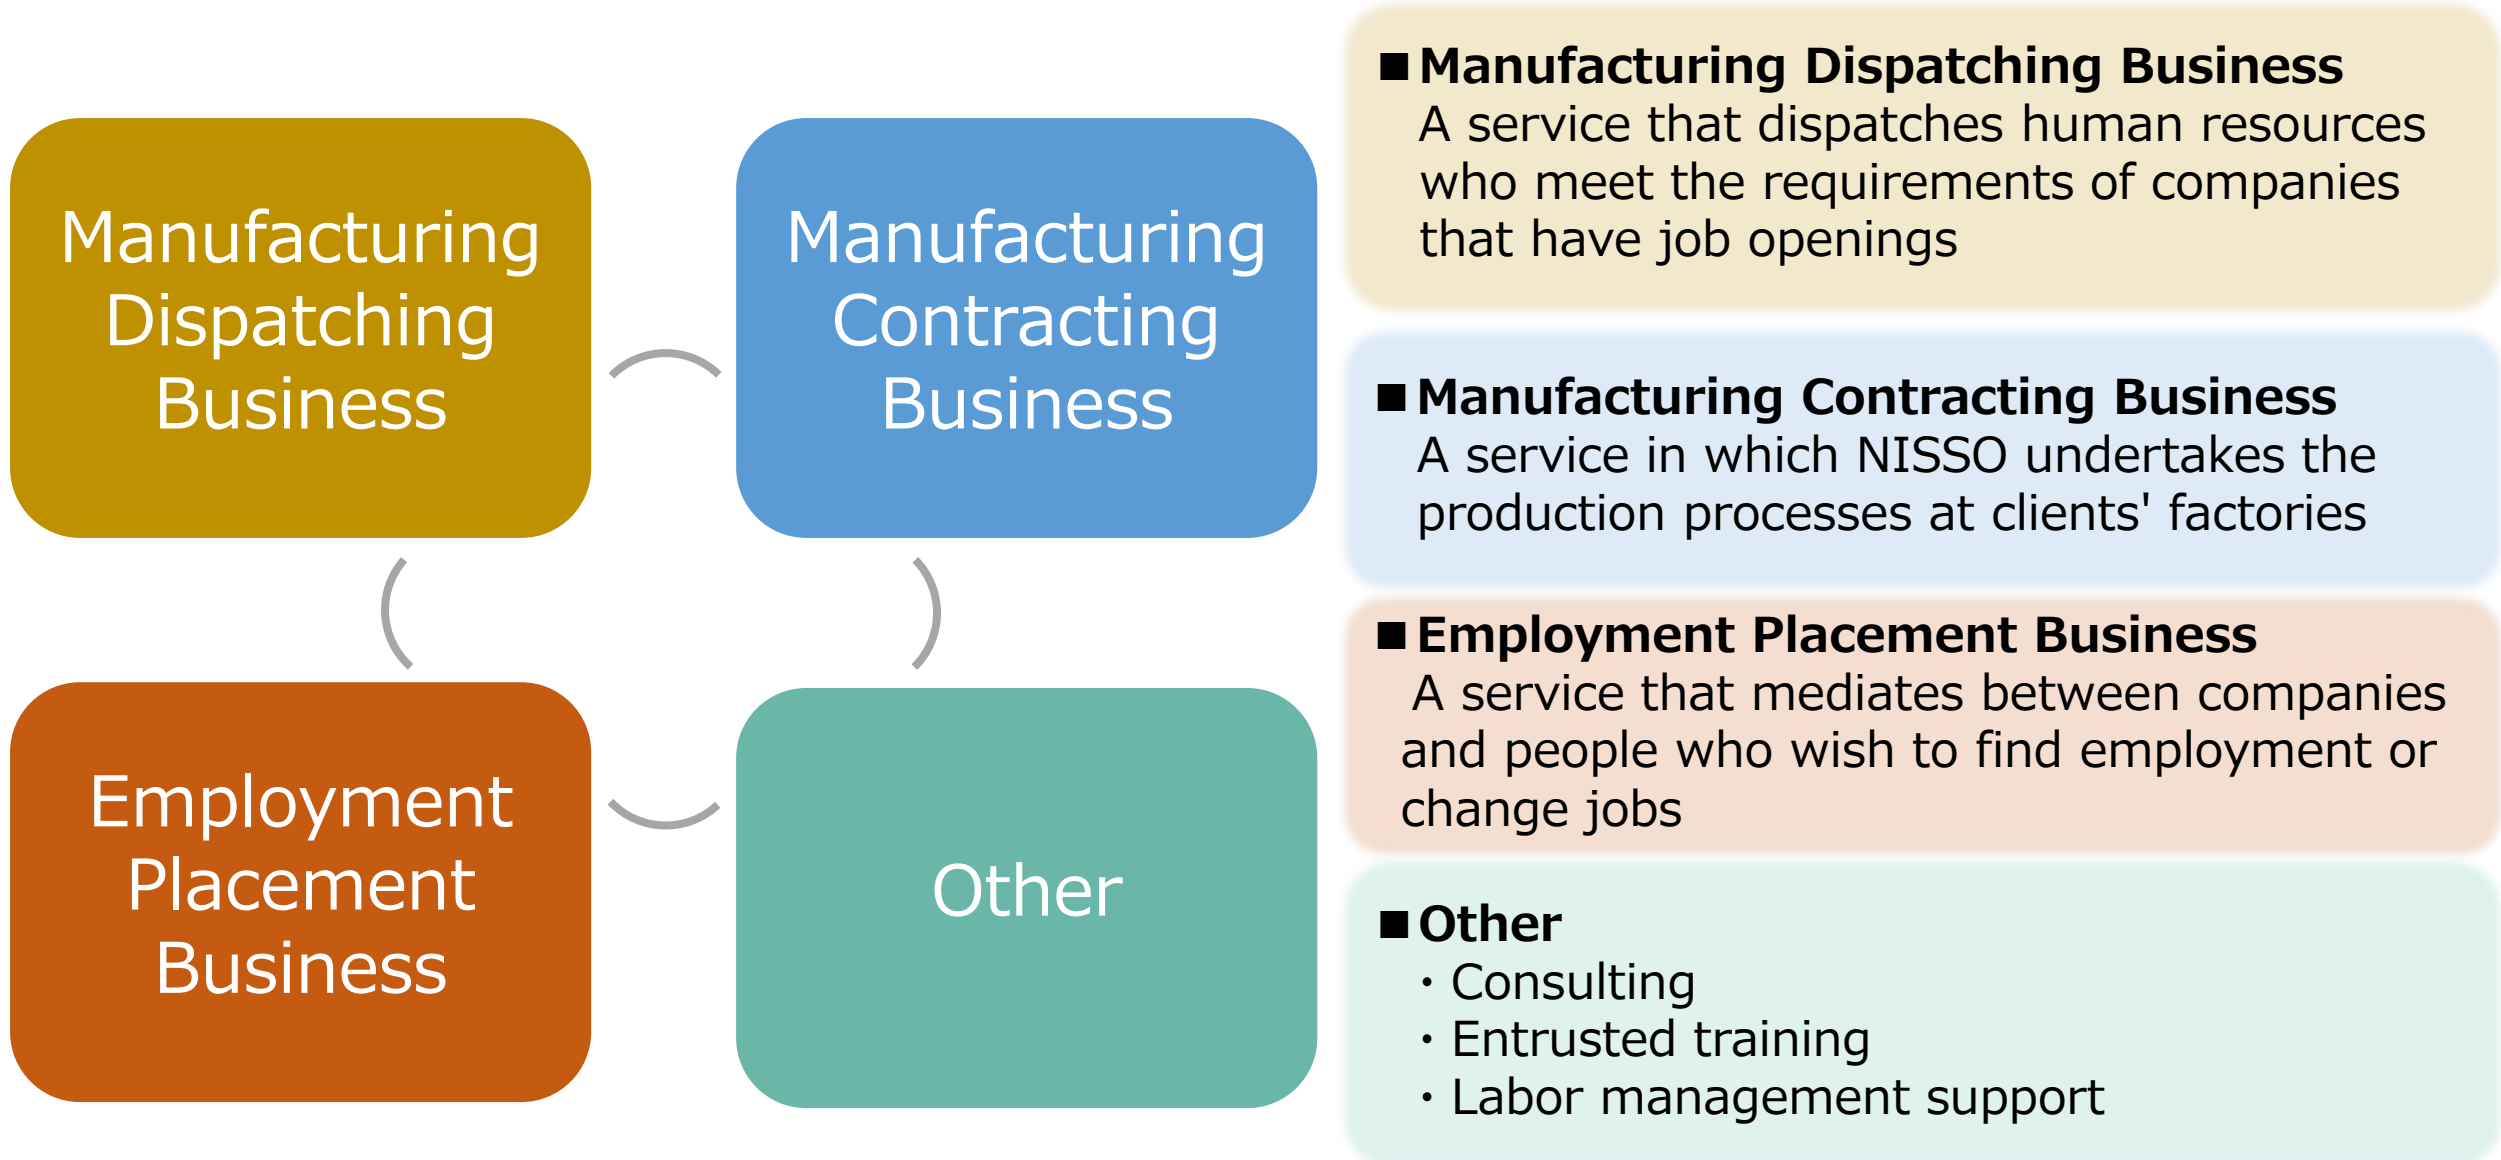 Manufacturing
Dispatching
Business
Manufacturing
Contracting
Business
Employment
Placement
Business
Other
■Manufacturing Dispatching Business
A service that dispatches human resources
who meet the requirements of companies
that have job openings
■Manufacturing Contracting Business
A service in which NISSO undertakes the
production processes at clients' factories
■Employment Placement Business
A service that mediates between companies
and people who wish to find employment or
change jobs
■Other
・Consulting
・Entrusted training
・Labor management support